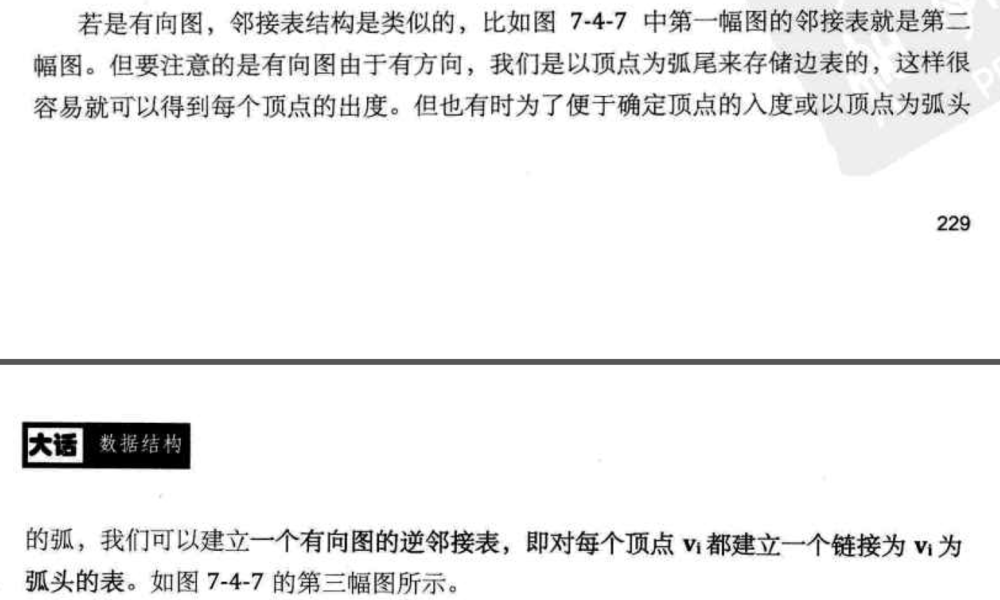 若是有向图，邻接表结构是类似的，比如图 7-4-7 中第一幅图的邻接表就是第二
幅图。但要注意的是有向图由于有方向，我们是以顶点为弧尾来存储边表的，这样很
容易就可以得到每个顶点的出度。但也有时为了便于确定顶点的入度或以顶点为弧头
229
大话 数据结构
的弧，我们可以建立一个有向图的逆邻接表，即对每个顶点 vi 都建立一个链接为 vi 为
弧头的表。如图 7-4-7 的第三幅图所示。